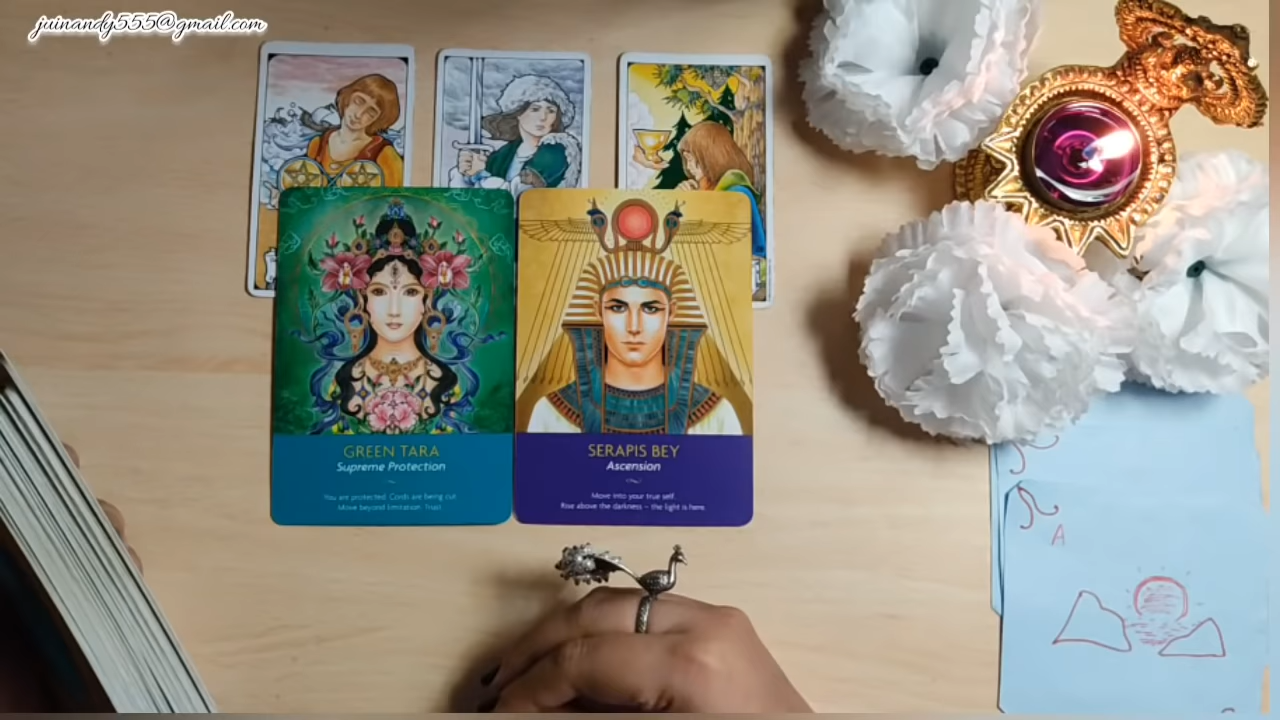 juinandy555@gmail.com
GREEN TARA
Supreme Protection
You are protected. Cords are being cut.
Move beyond limitation. Trust.
SERAPIS BEY
Ascension
Move into your true self.
Rise above the darkness – the light is here.
A